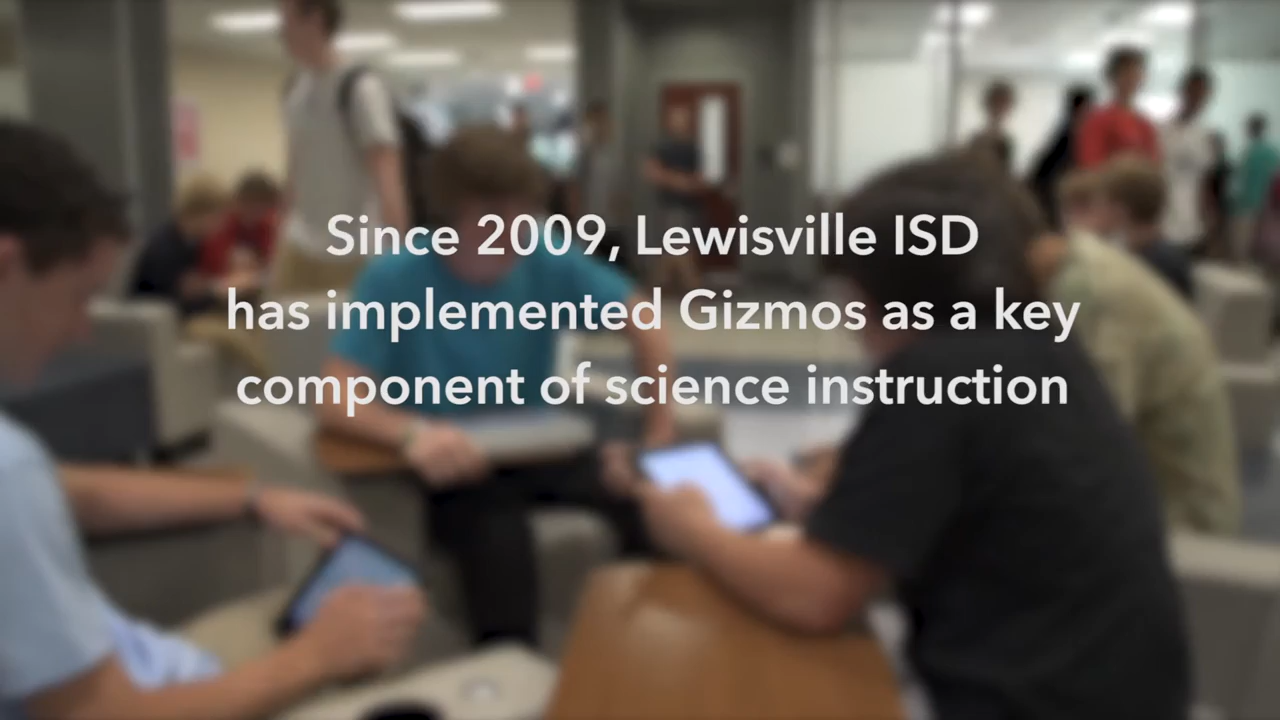 Since 2009, Lewisville ISD
has implemented Gizmos as a key
component of science instruction